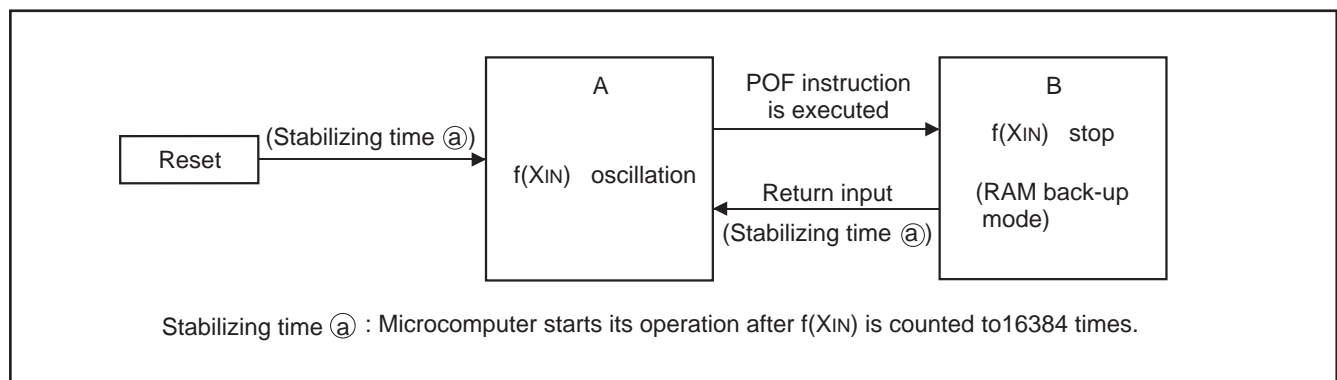 Reset
(Stabilizing time ⓐ)
A
f(XIN) oscillation
POF instruction
is executed
Return input
(Stabilizing time ⓐ)
B
f(XIN) stop
(RAM back-up
mode)
Stabilizing time ⓐ : Microcomputer starts its operation after f(XIN) is counted to16384 times.